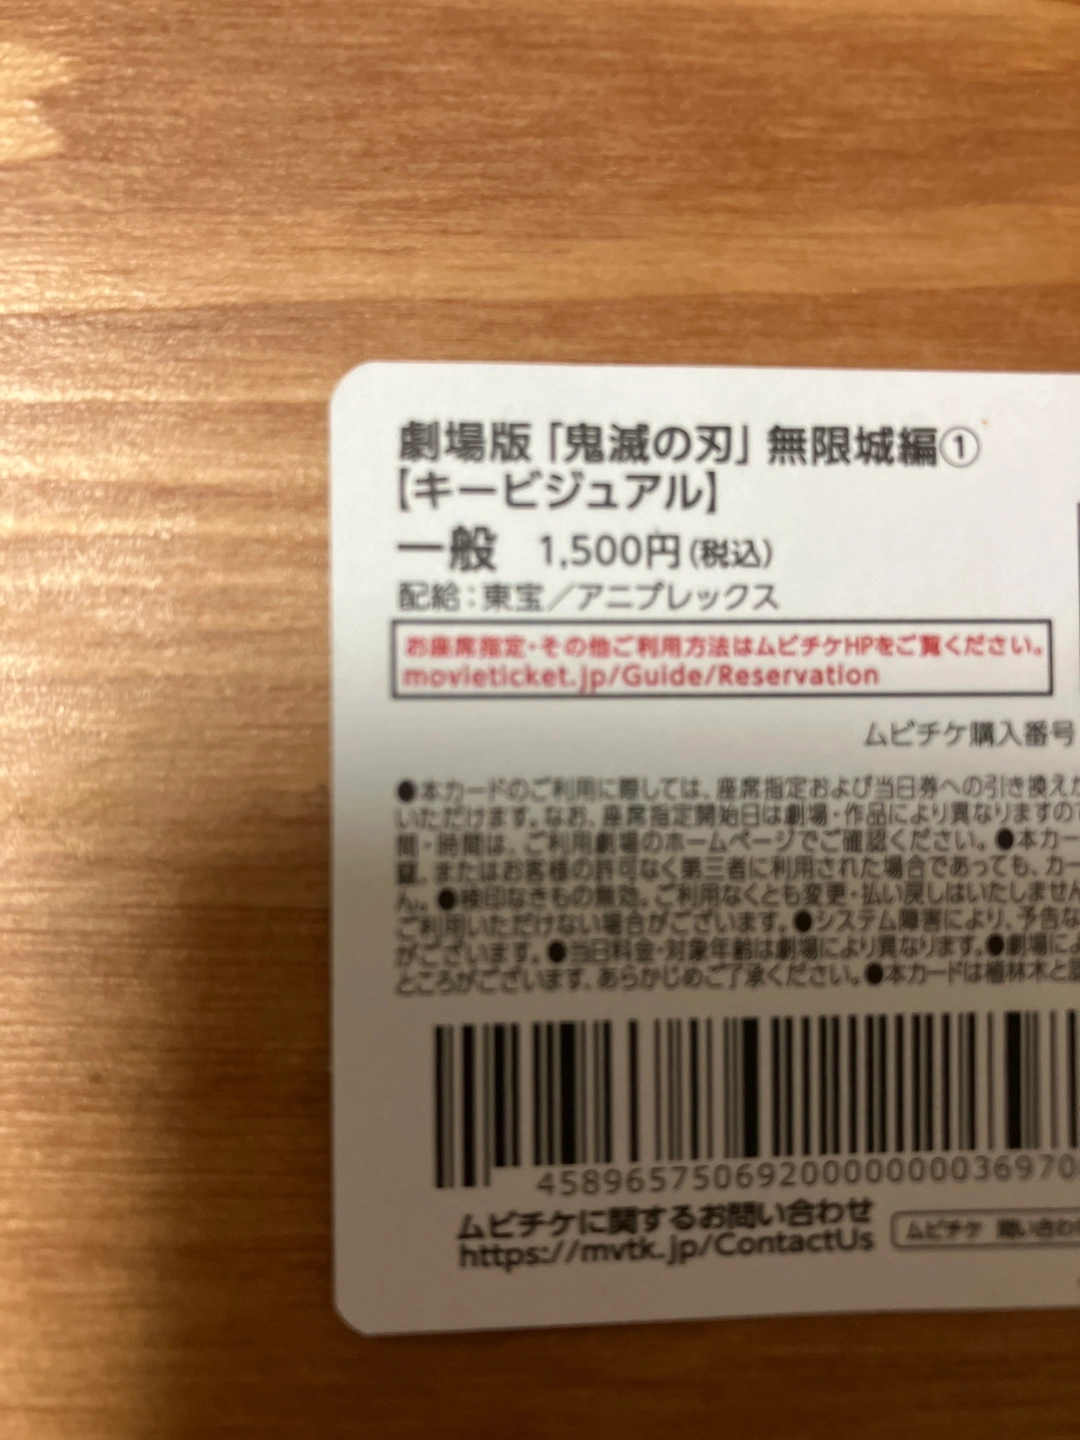 劇場版「鬼滅の刃」無限城編①
【キービジュアル】
一般 1,500円(税込)
配給：東宝／アニプレックス
お座席指定・その他ご利用方法はムビチケHPをご覧ください。
movieticket.jp/Guide/Reservation
ムビチケ購入番号
●本カードのご利用に際しては、座席指定および当日券への引き換えが
いただけます。なお、座席指定開始日は劇場・作品により異なりますので
間・時間は、ご利用劇場のホームページでご確認ください。●本カー
またはお客様の許可なく第三者に利用された場合であっても、カー
ん。●検印なきもの無効。ご利用なくとも変更・払い戻しはいたしません
ご利用いただけない場合がございます。●システム障害により、予告な
がございます。●当日料金・対象年齢は劇場により異なります。●劇場によ
ところがございます、あらかじめご了承ください。●本カードは植林木と
45896575069200000000036970
ムビチケに関するお問い合わせ
https://mvtk.jp/ContactUs
ムビチケ 問い合わせ